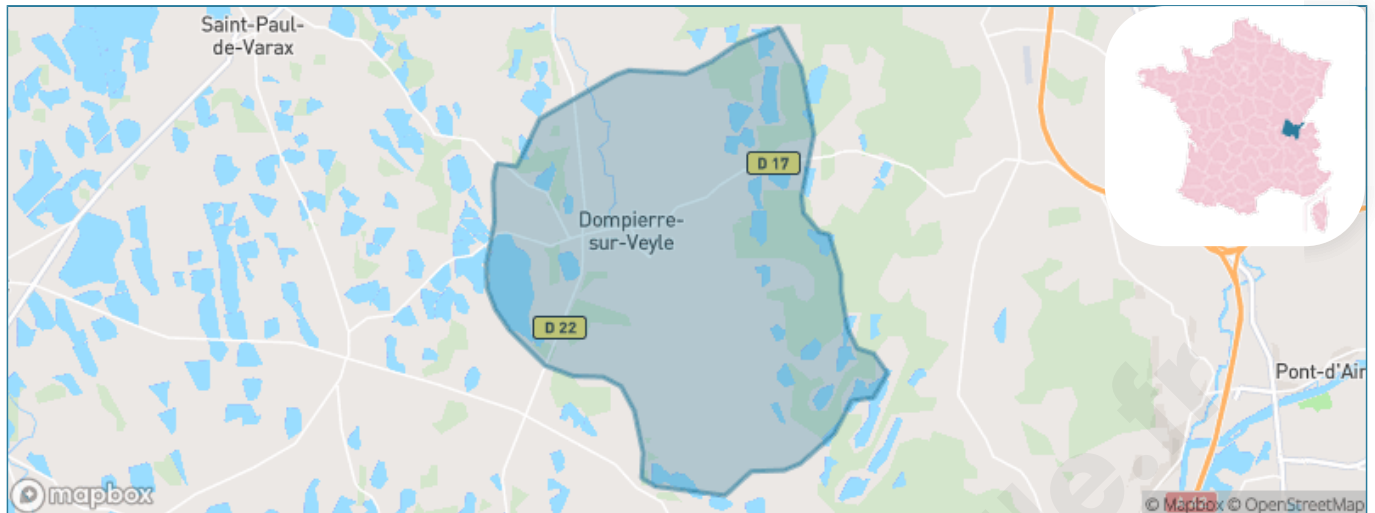 Saint-Paul-
de-Varax
D 17
Dompierre-
sur-Veyle
D 22
Pont-d'Ain
mapbox
© Mapbox © OpenStreetMap